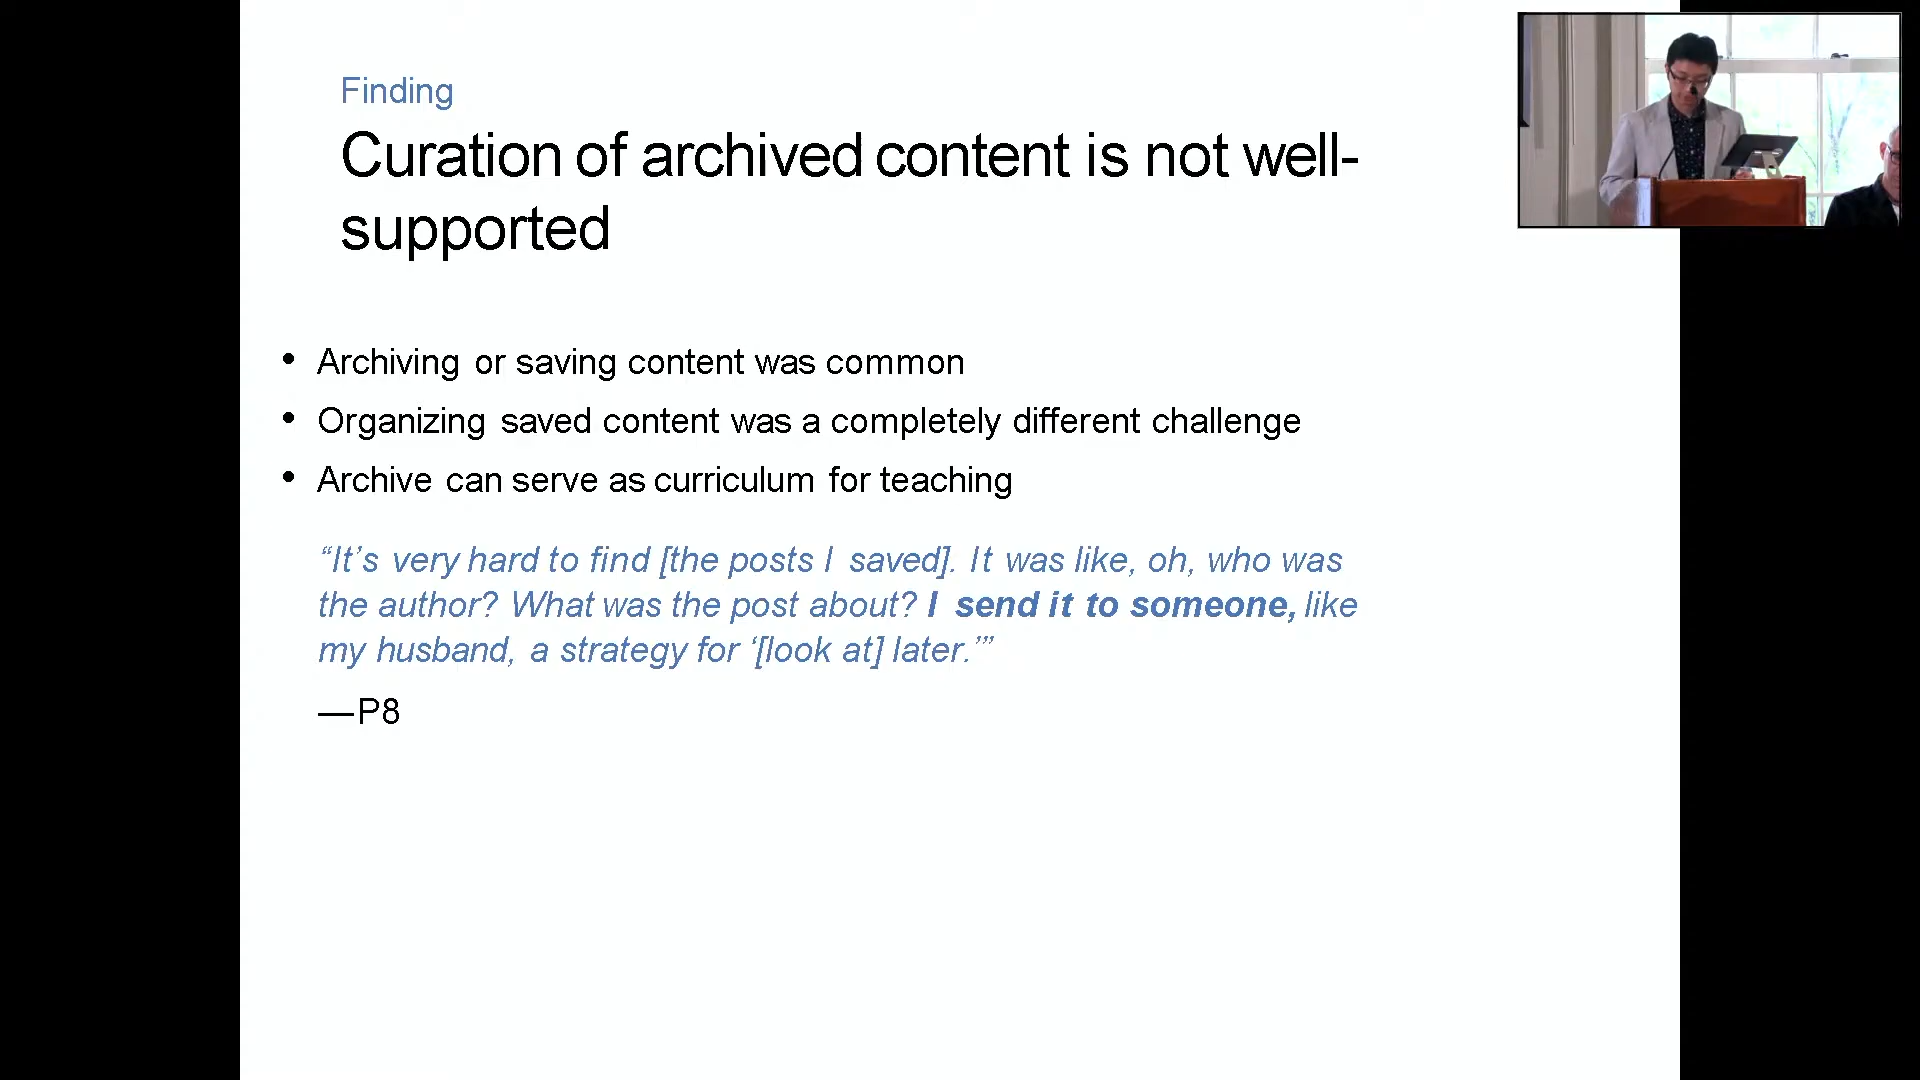 Finding
Curation of archived content is not well-
supported
• Archiving or saving content was common
• Organizing saved content was a completely different challenge
• Archive can serve as curriculum for teaching
“It’s very hard to find [the posts I saved]. It was like, oh, who was
the author? What was the post about? I send it to someone, like
my husband, a strategy for ‘[look at] later.’”
—P8